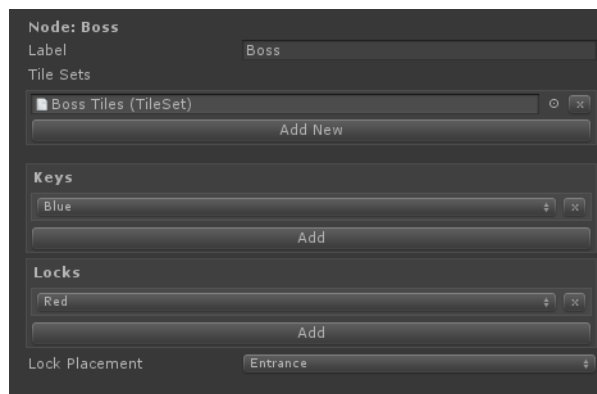 Node: Boss
Label Boss
Tile Sets
Boss Tiles (TileSet) x
Add New
Keys
Blue x
Add
Locks
Red x
Add
Lock Placement Entrance